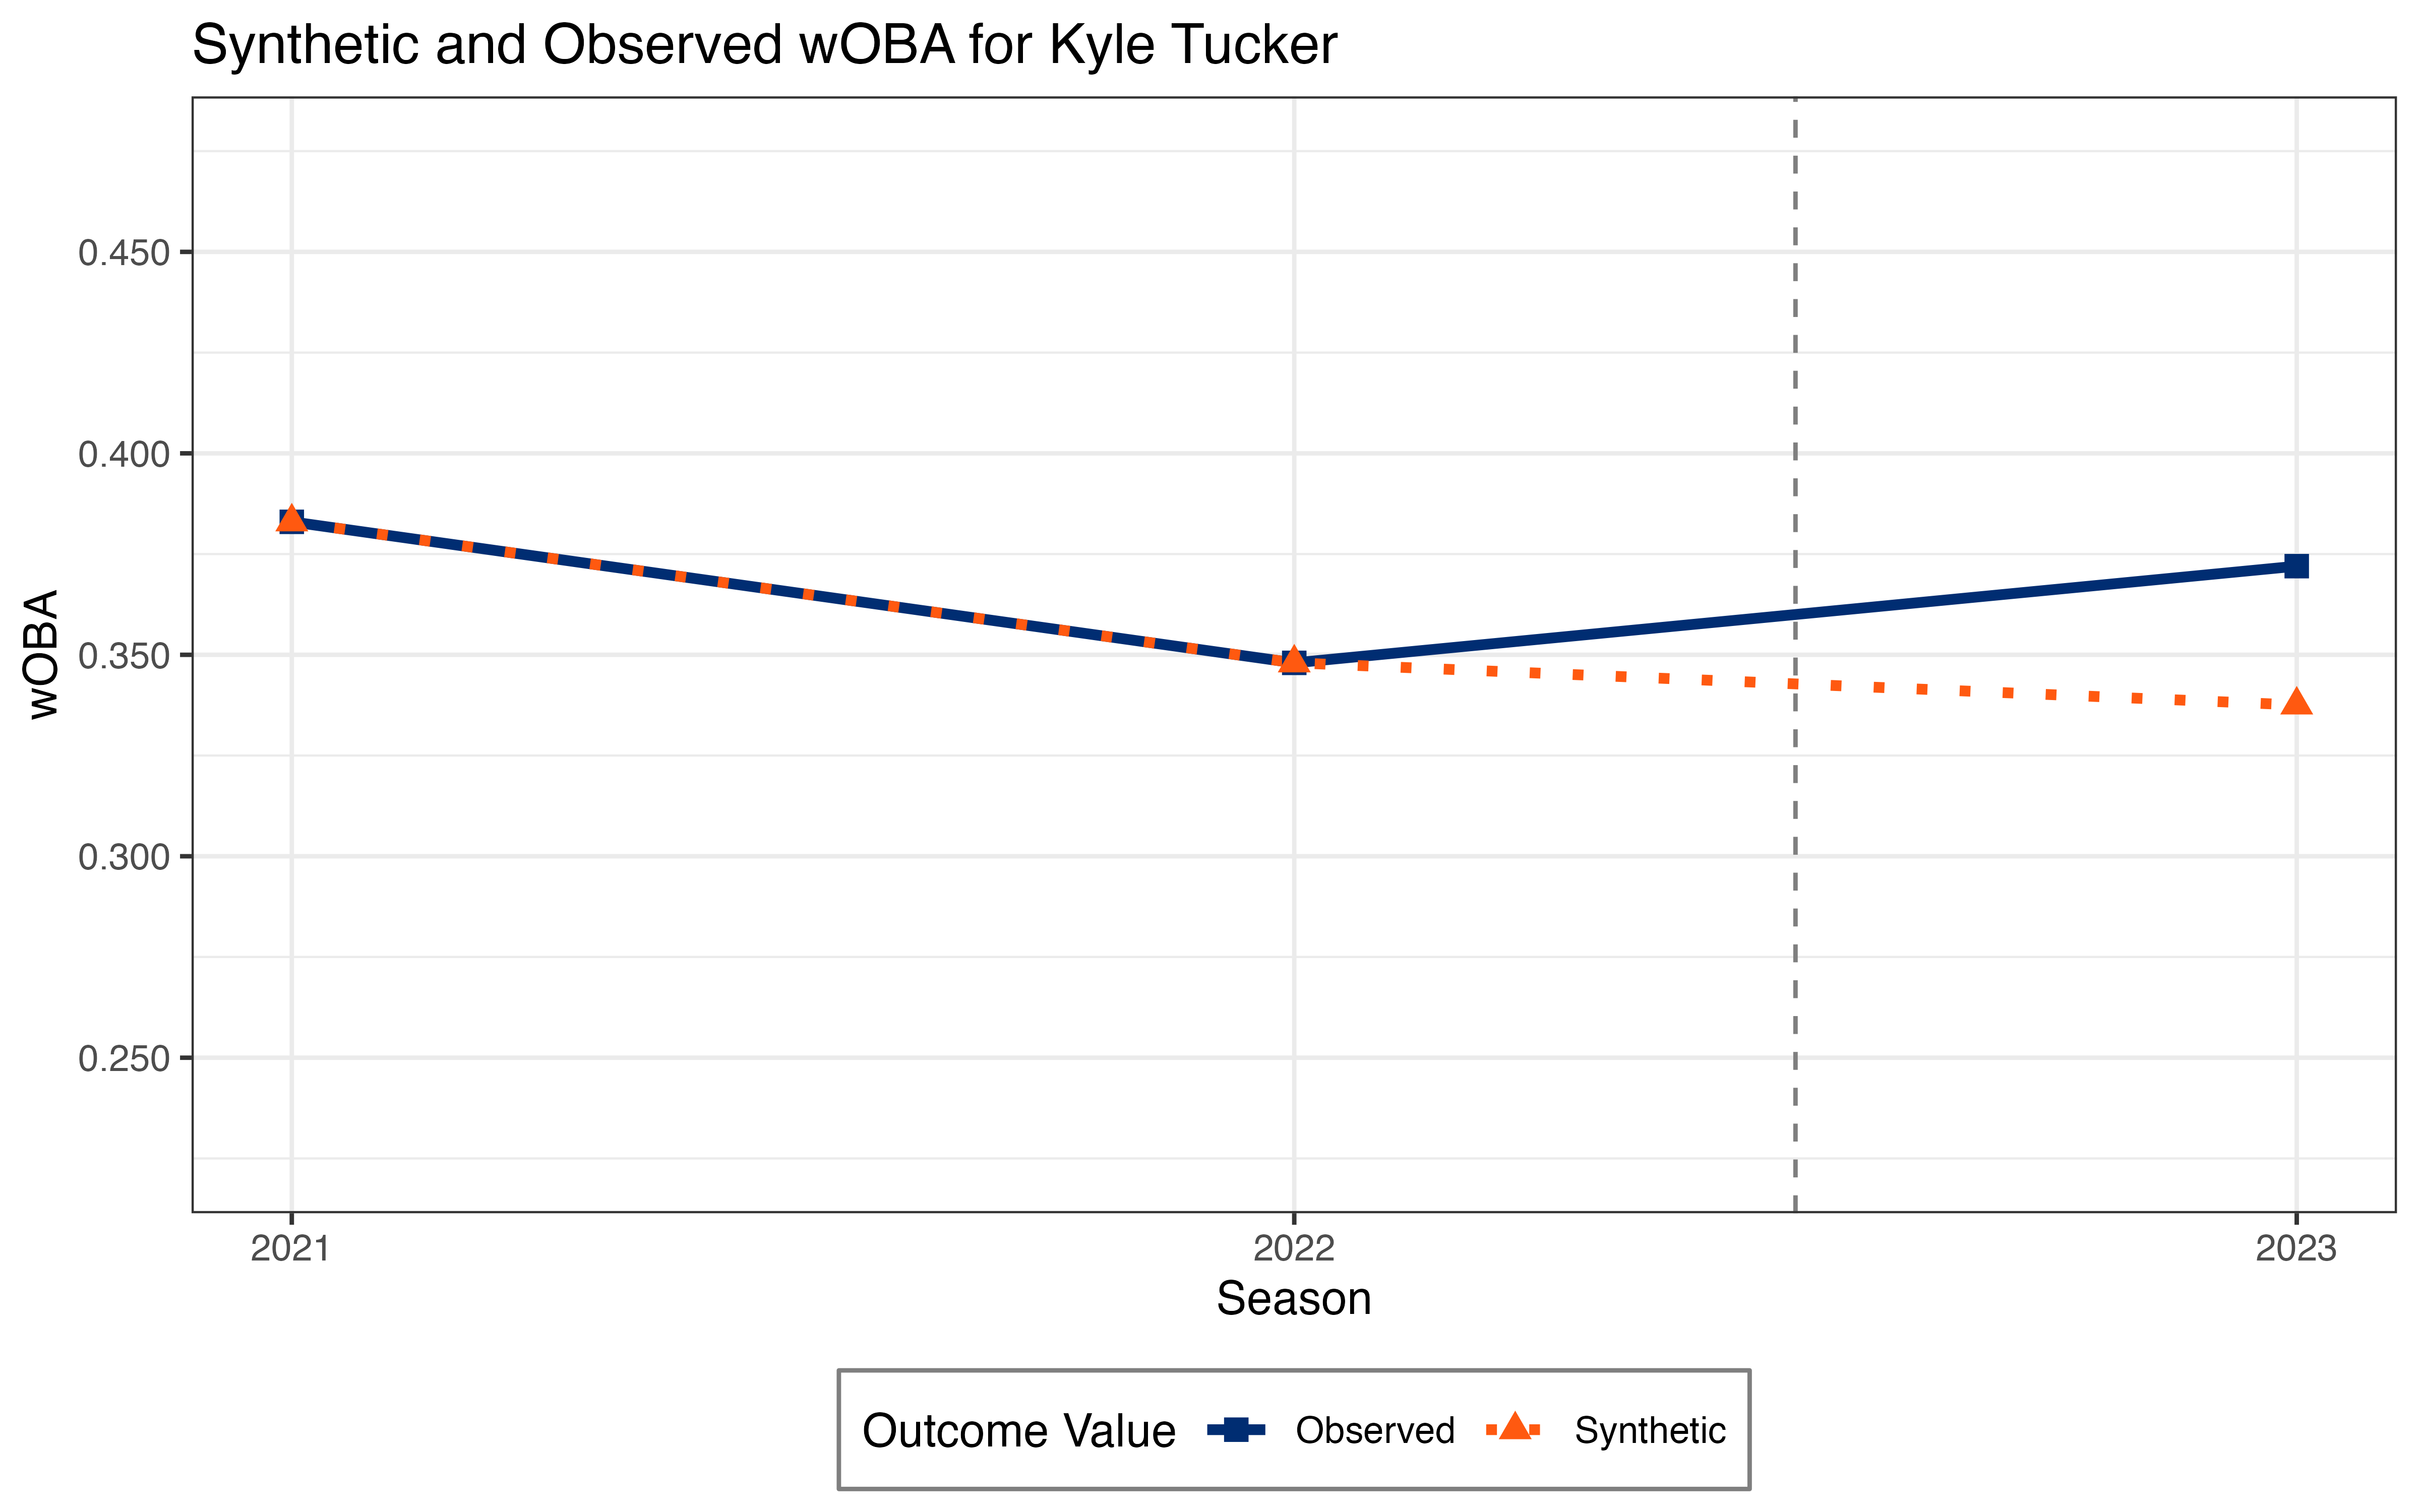 Synthetic and Observed wOBA for Kyle Tucker
wOBA
0.450
0.400
0.350
0.300
0.250
2021 2022 2023
Season
Outcome Value Observed Synthetic